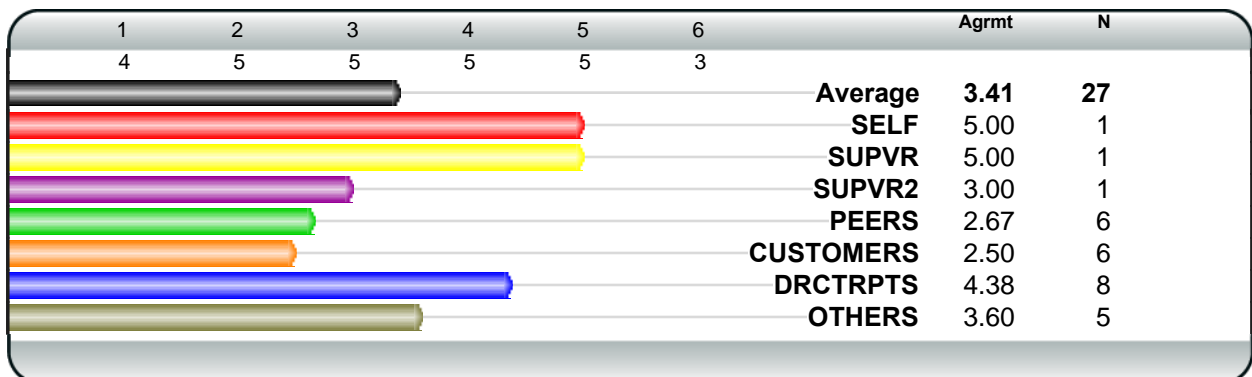 1 2 3 4 5 6 Agrmt N
4 5 5 5 5 3
Average 3.41 27
SELF 5.00 1
SUPVR 5.00 1
SUPVR2 3.00 1
PEERS 2.67 6
CUSTOMERS 2.50 6
DRCTRPTS 4.38 8
OTHERS 3.60 5